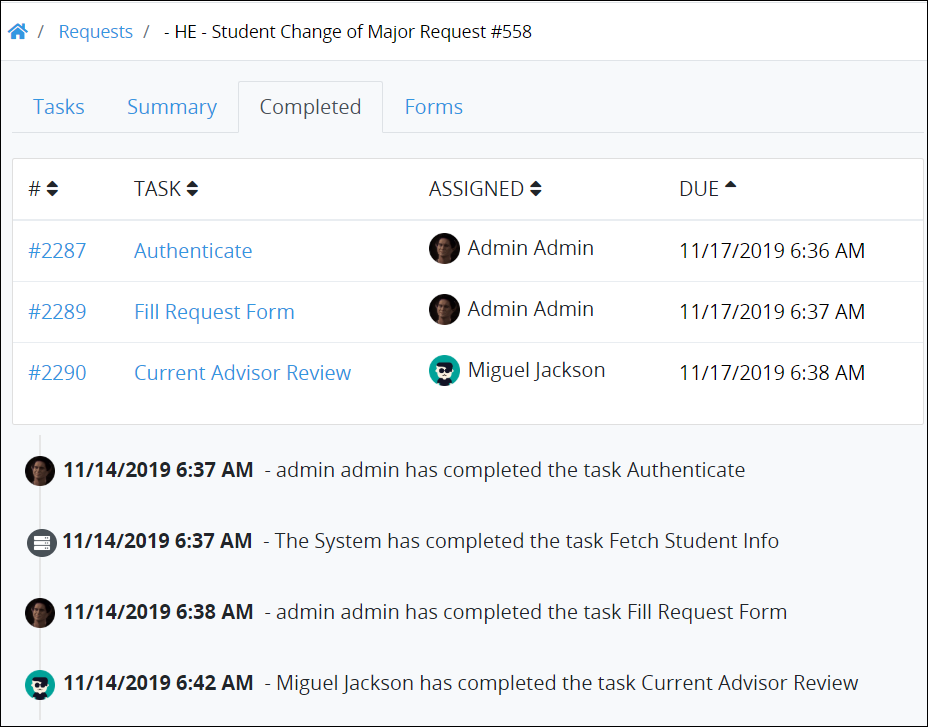 / Requests / - HE - Student Change of Major Request #558
Tasks Summary Completed Forms
# TASK ASSIGNED DUE
#2287 Authenticate Admin Admin 11/17/2019 6:36 AM
#2289 Fill Request Form Admin Admin 11/17/2019 6:37 AM
#2290 Current Advisor Review Miguel Jackson 11/17/2019 6:38 AM
11/14/2019 6:37 AM - admin admin has completed the task Authenticate
11/14/2019 6:37 AM - The System has completed the task Fetch Student Info
11/14/2019 6:38 AM - admin admin has completed the task Fill Request Form
11/14/2019 6:42 AM - Miguel Jackson has completed the task Current Advisor Review